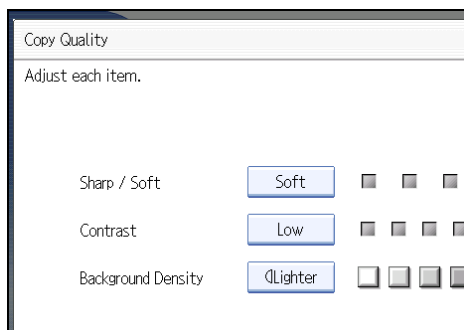 Copy Quality
Adjust each item.
Sharp / Soft Soft
Contrast Low
Background Density Lighter